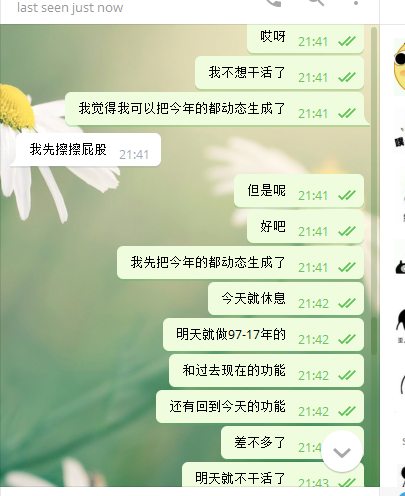 last seen just now
哎呀
21:41
我不想干活了
21:41
我觉得我可以把今年的都动态生成了
21:41
我先擦擦屁股
21:41
但是呢
21:41
好吧
21:41
我先把今年的都动态生成了
21:41
今天就休息
21:42
明天就做97-17年的
21:42
和过去现在的功能
21:42
还有回到今天的功能
21:42
差不多了
明天就不干活了
21:43